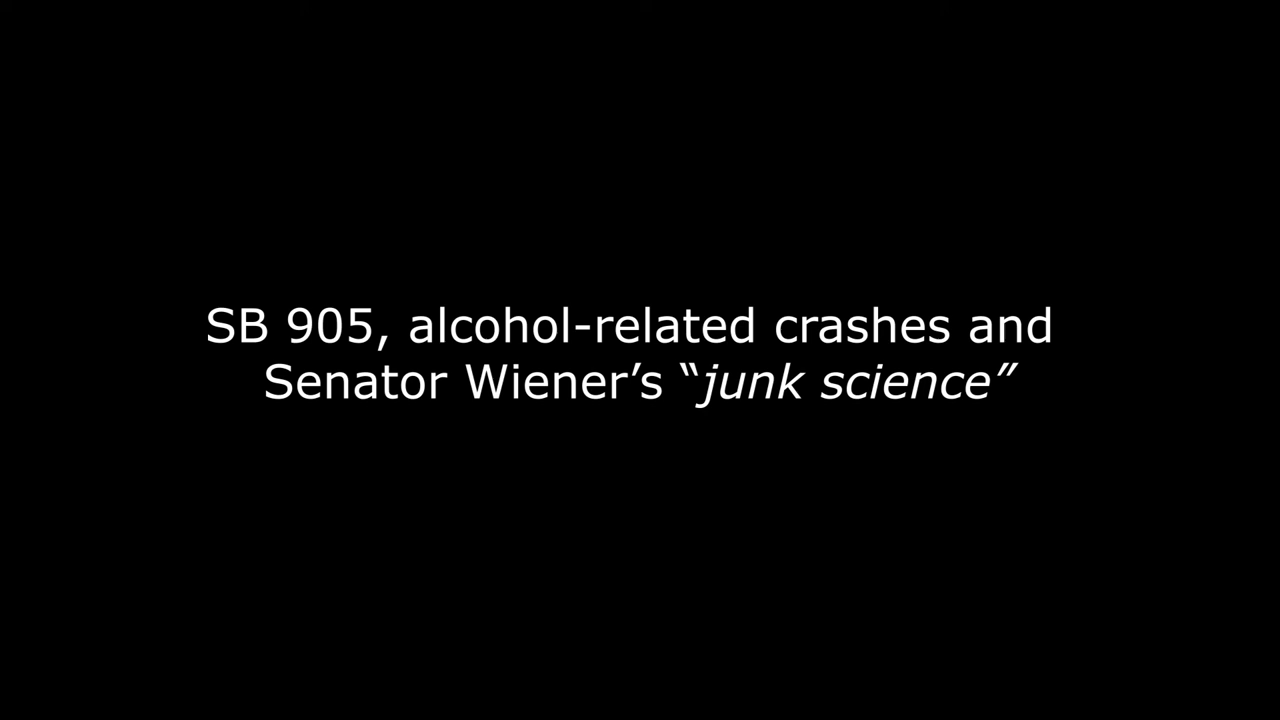 SB 905, alcohol-related crashes and
Senator Wiener’s “junk science”